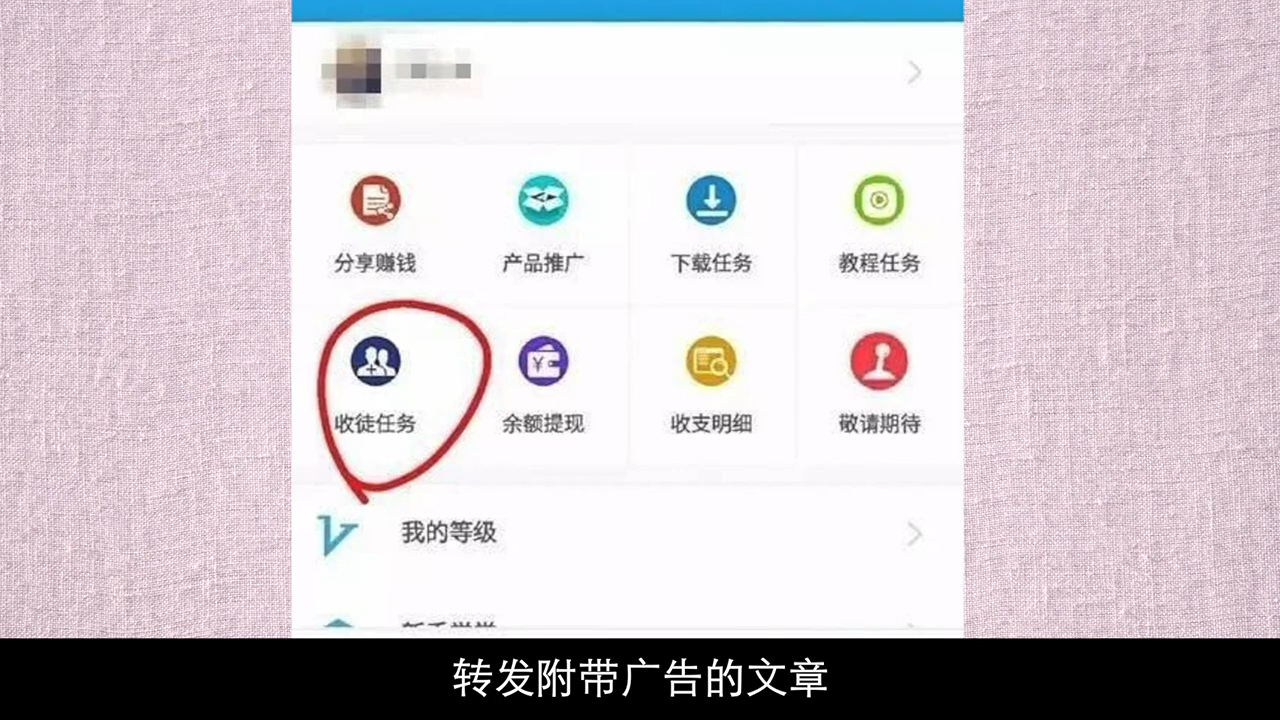 分享赚钱
产品推广
下载任务
教程任务
收徒任务
余额提现
收支明细
敬请期待
我的等级
转发附带广告的文章